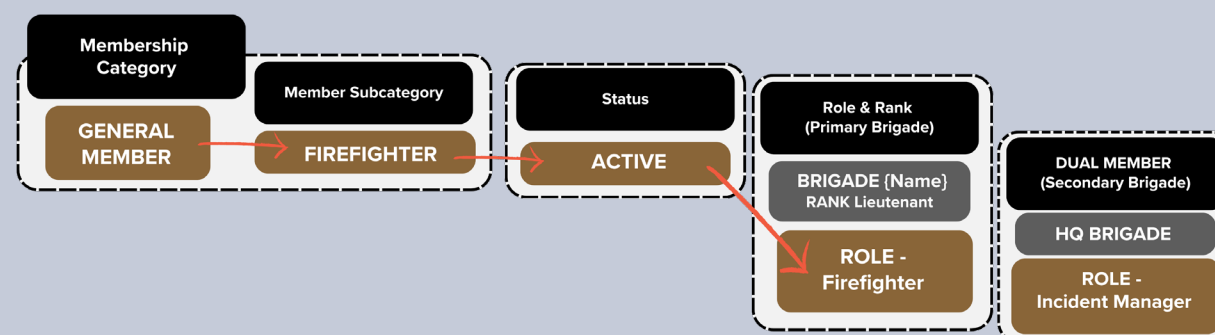 Membership
Category
GENERAL
MEMBER
Member Subcategory
FIREFIGHTER
Status
ACTIVE
Role & Rank
(Primary Brigade)
BRIGADE {Name}
RANK Lieutenant
ROLE -
Firefighter
DUAL MEMBER
(Secondary Brigade)
HQ BRIGADE
ROLE -
Incident Manager